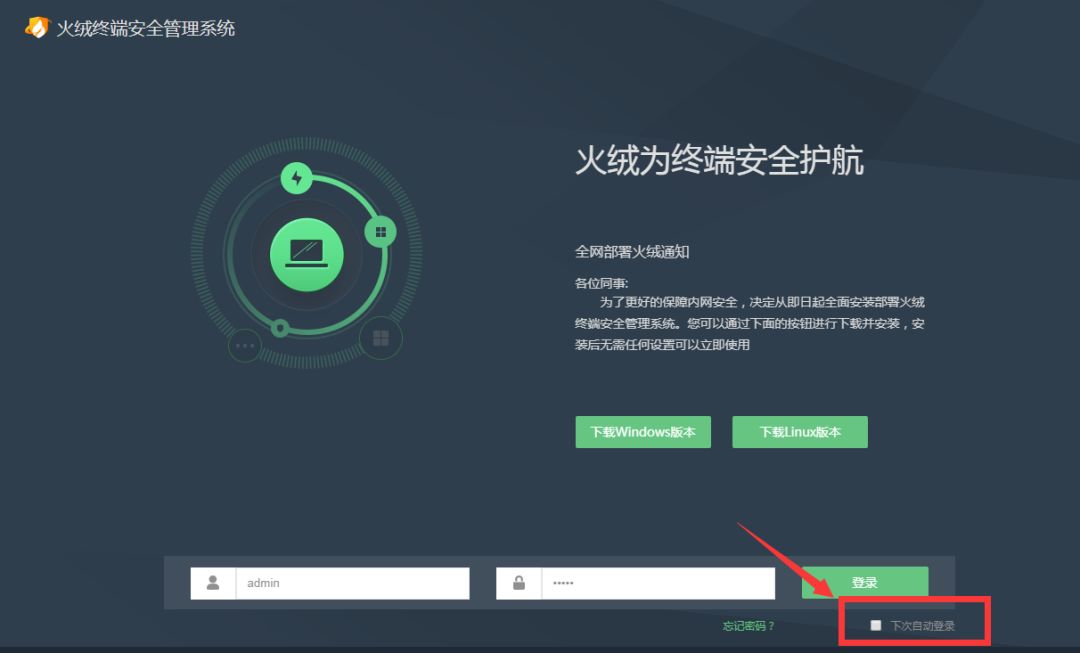 火绒终端安全管理系统
火绒为终端安全护航
全网部署火绒通知
各位同事:
为了更好的保障内网安全，决定从即日起全面安装部署火绒
终端安全管理系统。您可以通过下面的按钮进行下载并安装，安
装后无需任何设置可以立即使用
下载Windows版本
下载Linux版本
admin
•••••
登录
忘记密码？
下次自动登录